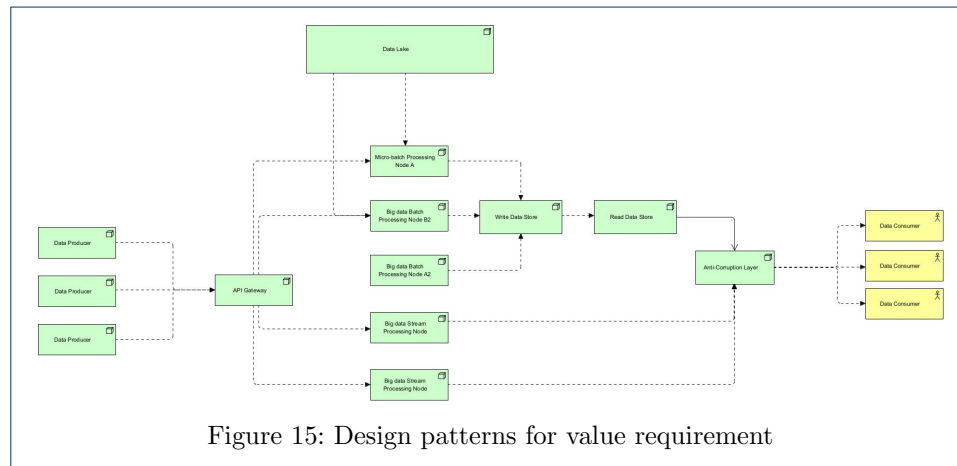 Data Lake
Micro-batch Processing
Node A
Big data Batch
Processing Node B2
Write Data Store
Read Data Store
Data Producer
Data Consumer
Big data Batch
Processing Node A2
Anti-Corruption Layer
Data Consumer
Data Producer
API Gateway
Data Consumer
Big data Stream
Processing Node
Data Producer
Big data Stream
Processing Node
Figure 15: Design patterns for value requirement